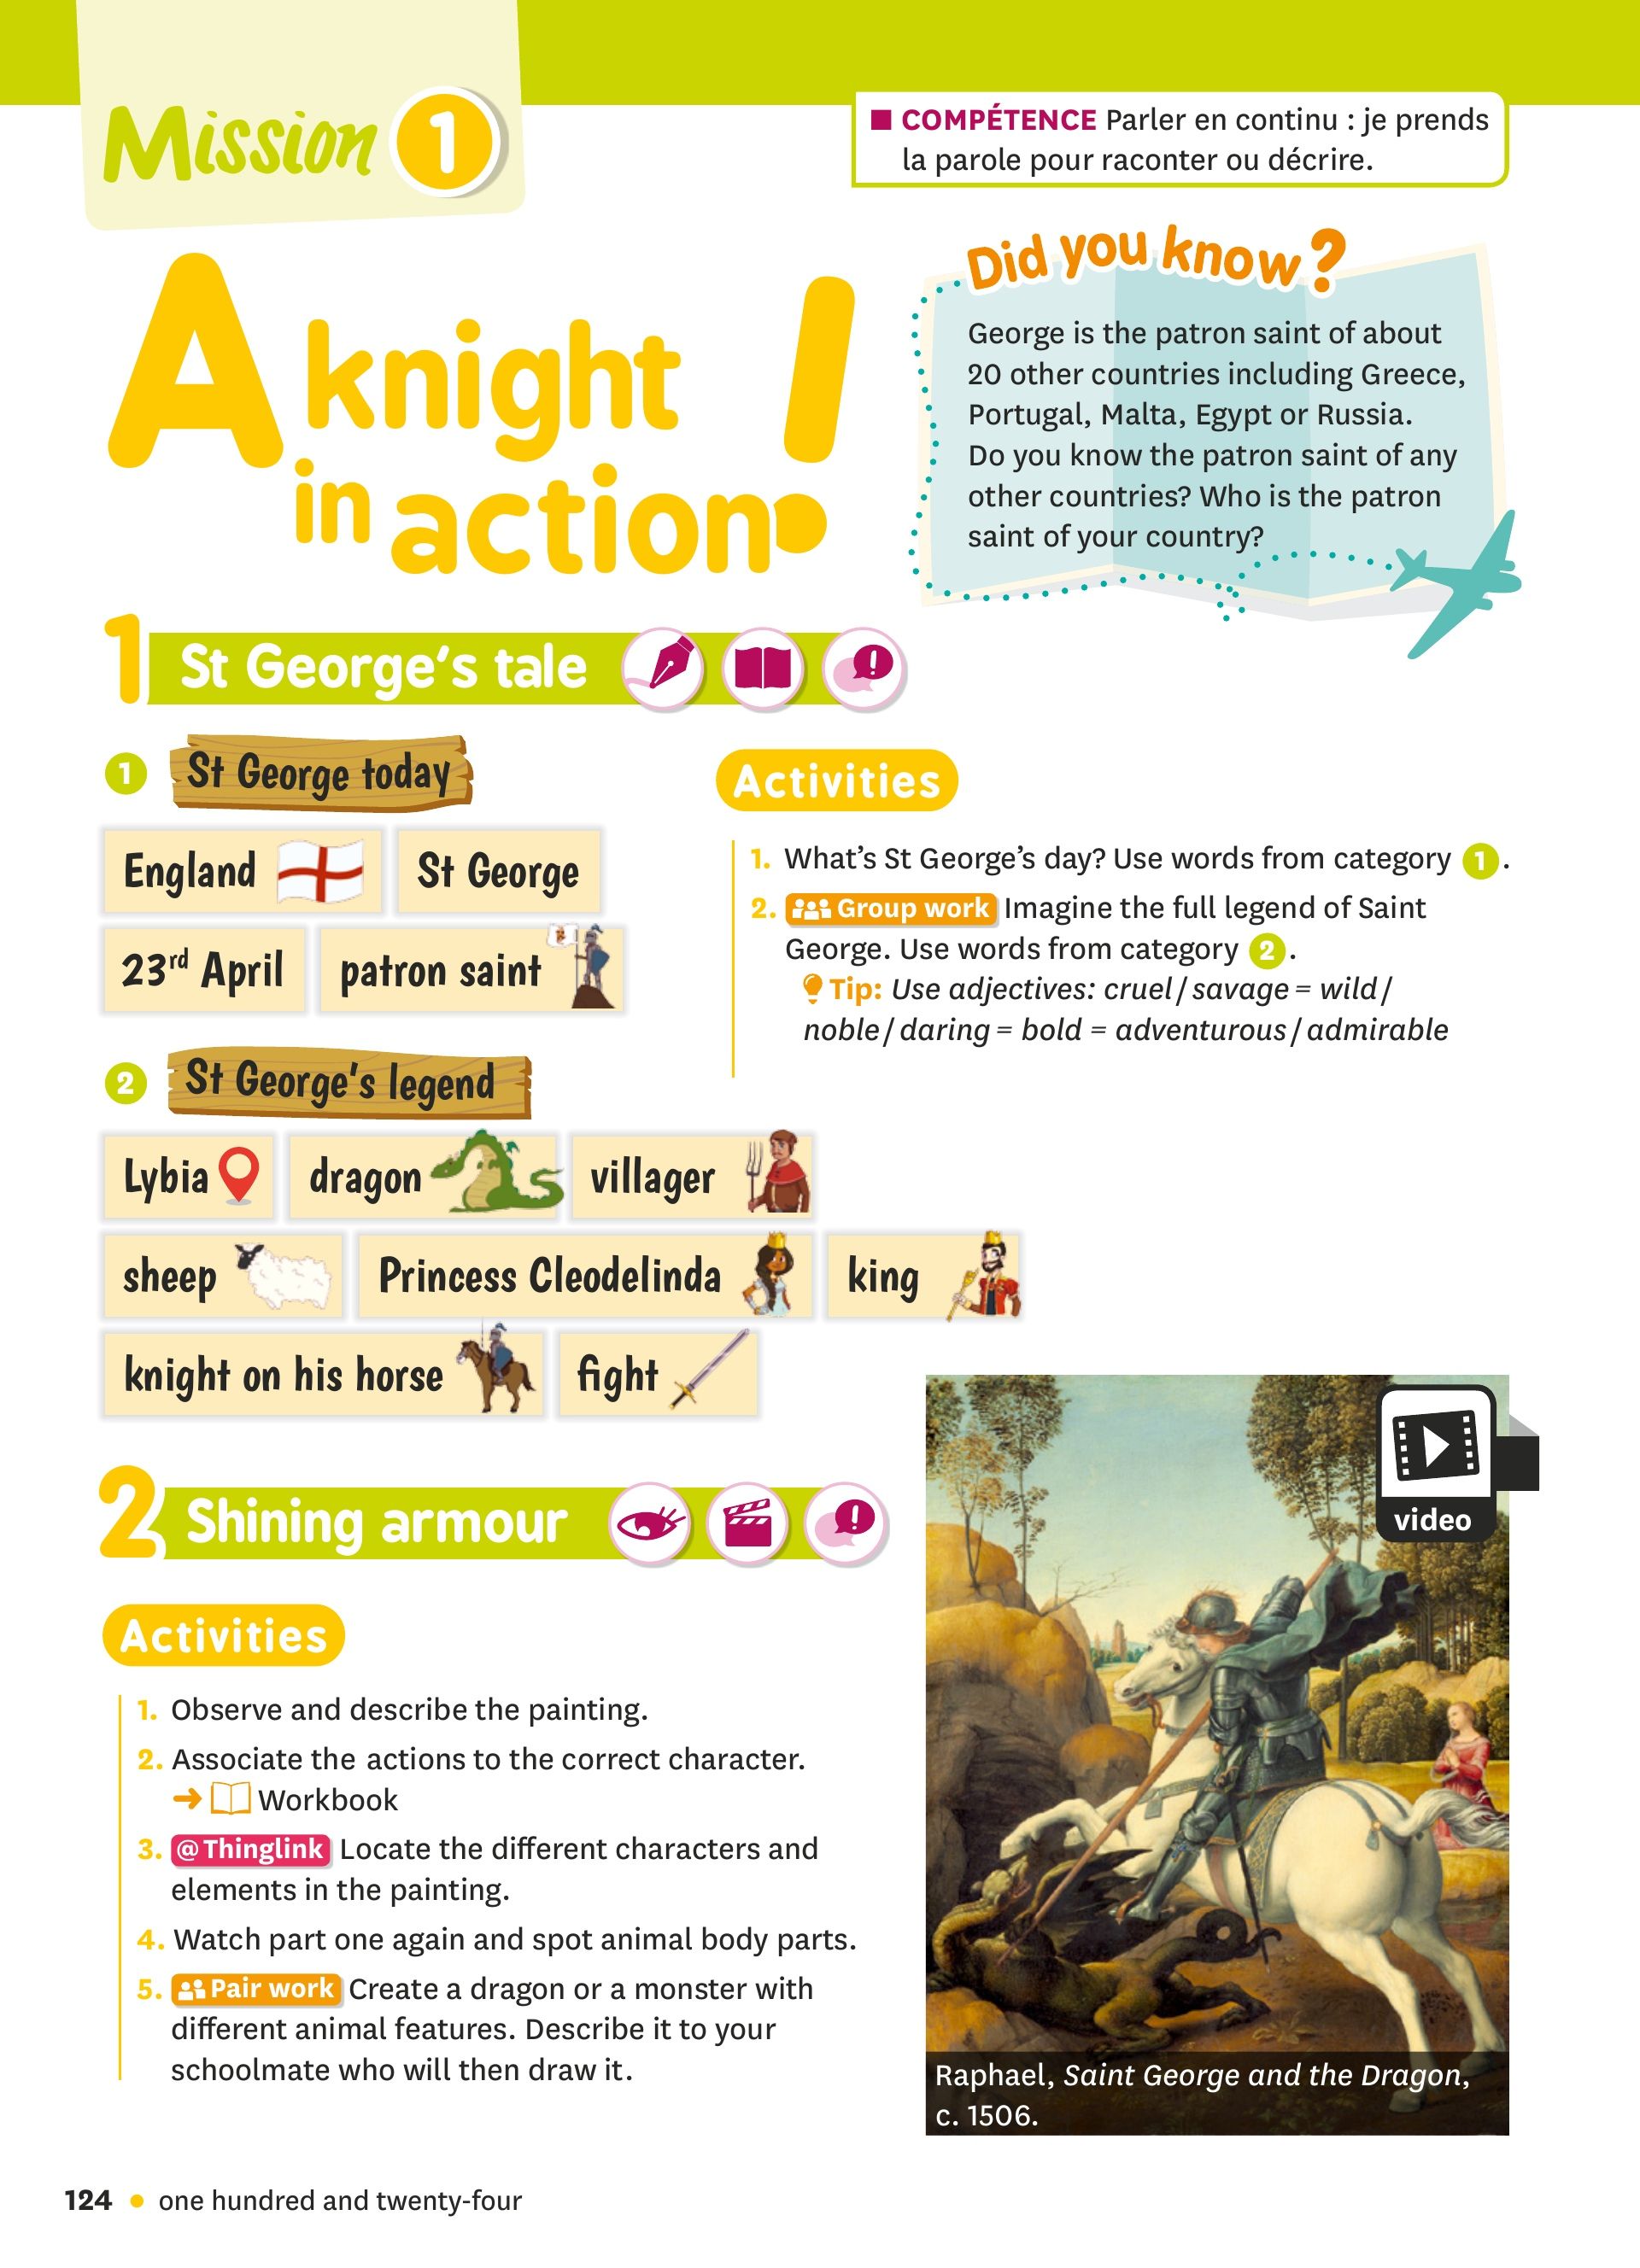 Mission 1
■ COMPÉTENCE Parler en continu : je prends
la parole pour raconter ou décrire.
A knight
in action!
Did you know?
George is the patron saint of about
20 other countries including Greece,
Portugal, Malta, Egypt or Russia.
Do you know the patron saint of any
other countries? Who is the patron
saint of your country?
1 St George's tale
1 St George today
England
St George
23rd April
patron saint
2 St George's legend
Lybia
dragon
villager
sheep
Princess Cleodelinda
king
knight on his horse
fight
Activities
1. What's St George's day? Use words from category 1.
2. Group work Imagine the full legend of Saint
George. Use words from category 2.
Tip: Use adjectives: cruel/savage = wild/
noble/daring = bold = adventurous/admirable
2 Shining armour
Activities
1. Observe and describe the painting.
2. Associate the actions to the correct character.
➜ Workbook
3. @Thinglink Locate the different characters and
elements in the painting.
4. Watch part one again and spot animal body parts.
5. Pair work Create a dragon or a monster with
different animal features. Describe it to your
schoolmate who will then draw it.
video
Raphael, Saint George and the Dragon,
c. 1506.
124 • one hundred and twenty-four